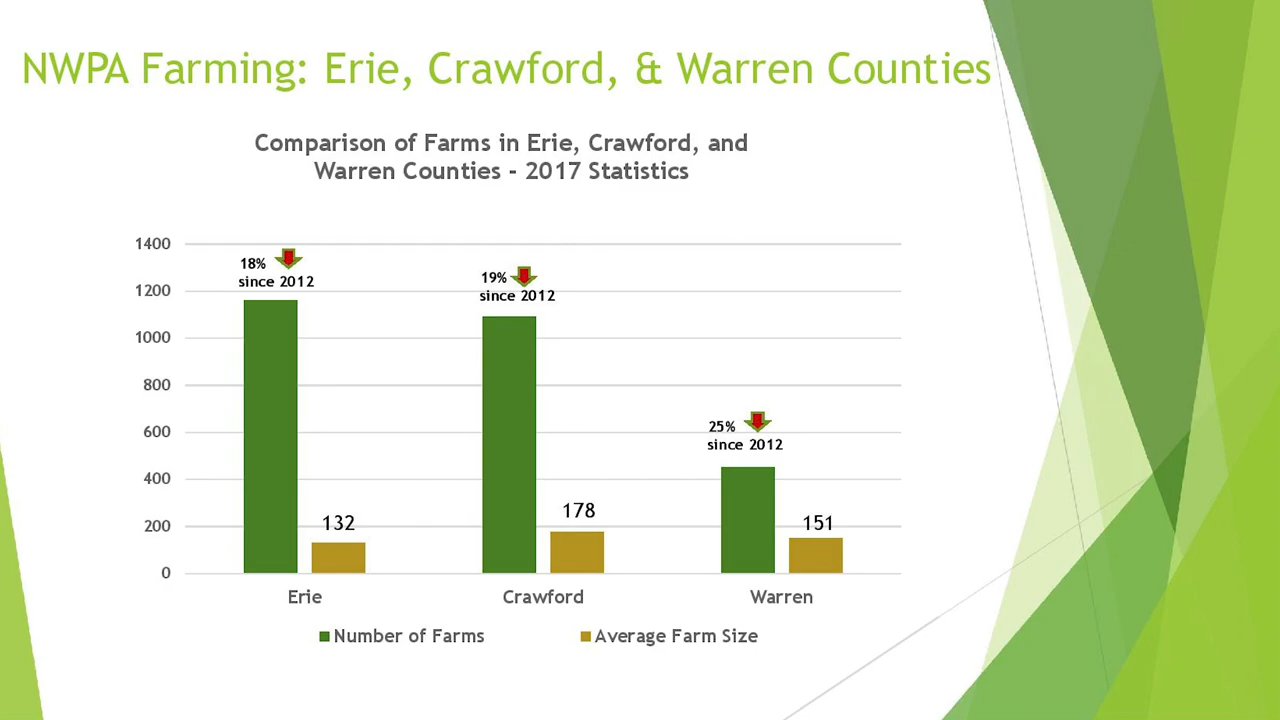 NWPA Farming: Erie, Crawford, & Warren Counties
Comparison of Farms in Erie, Crawford, and
Warren Counties - 2017 Statistics
1400
1200
1000
800
600
400
200
0
18%
since 2012
19%
since 2012
25%
since 2012
132
178
151
Erie
Crawford
Warren
Number of Farms
Average Farm Size